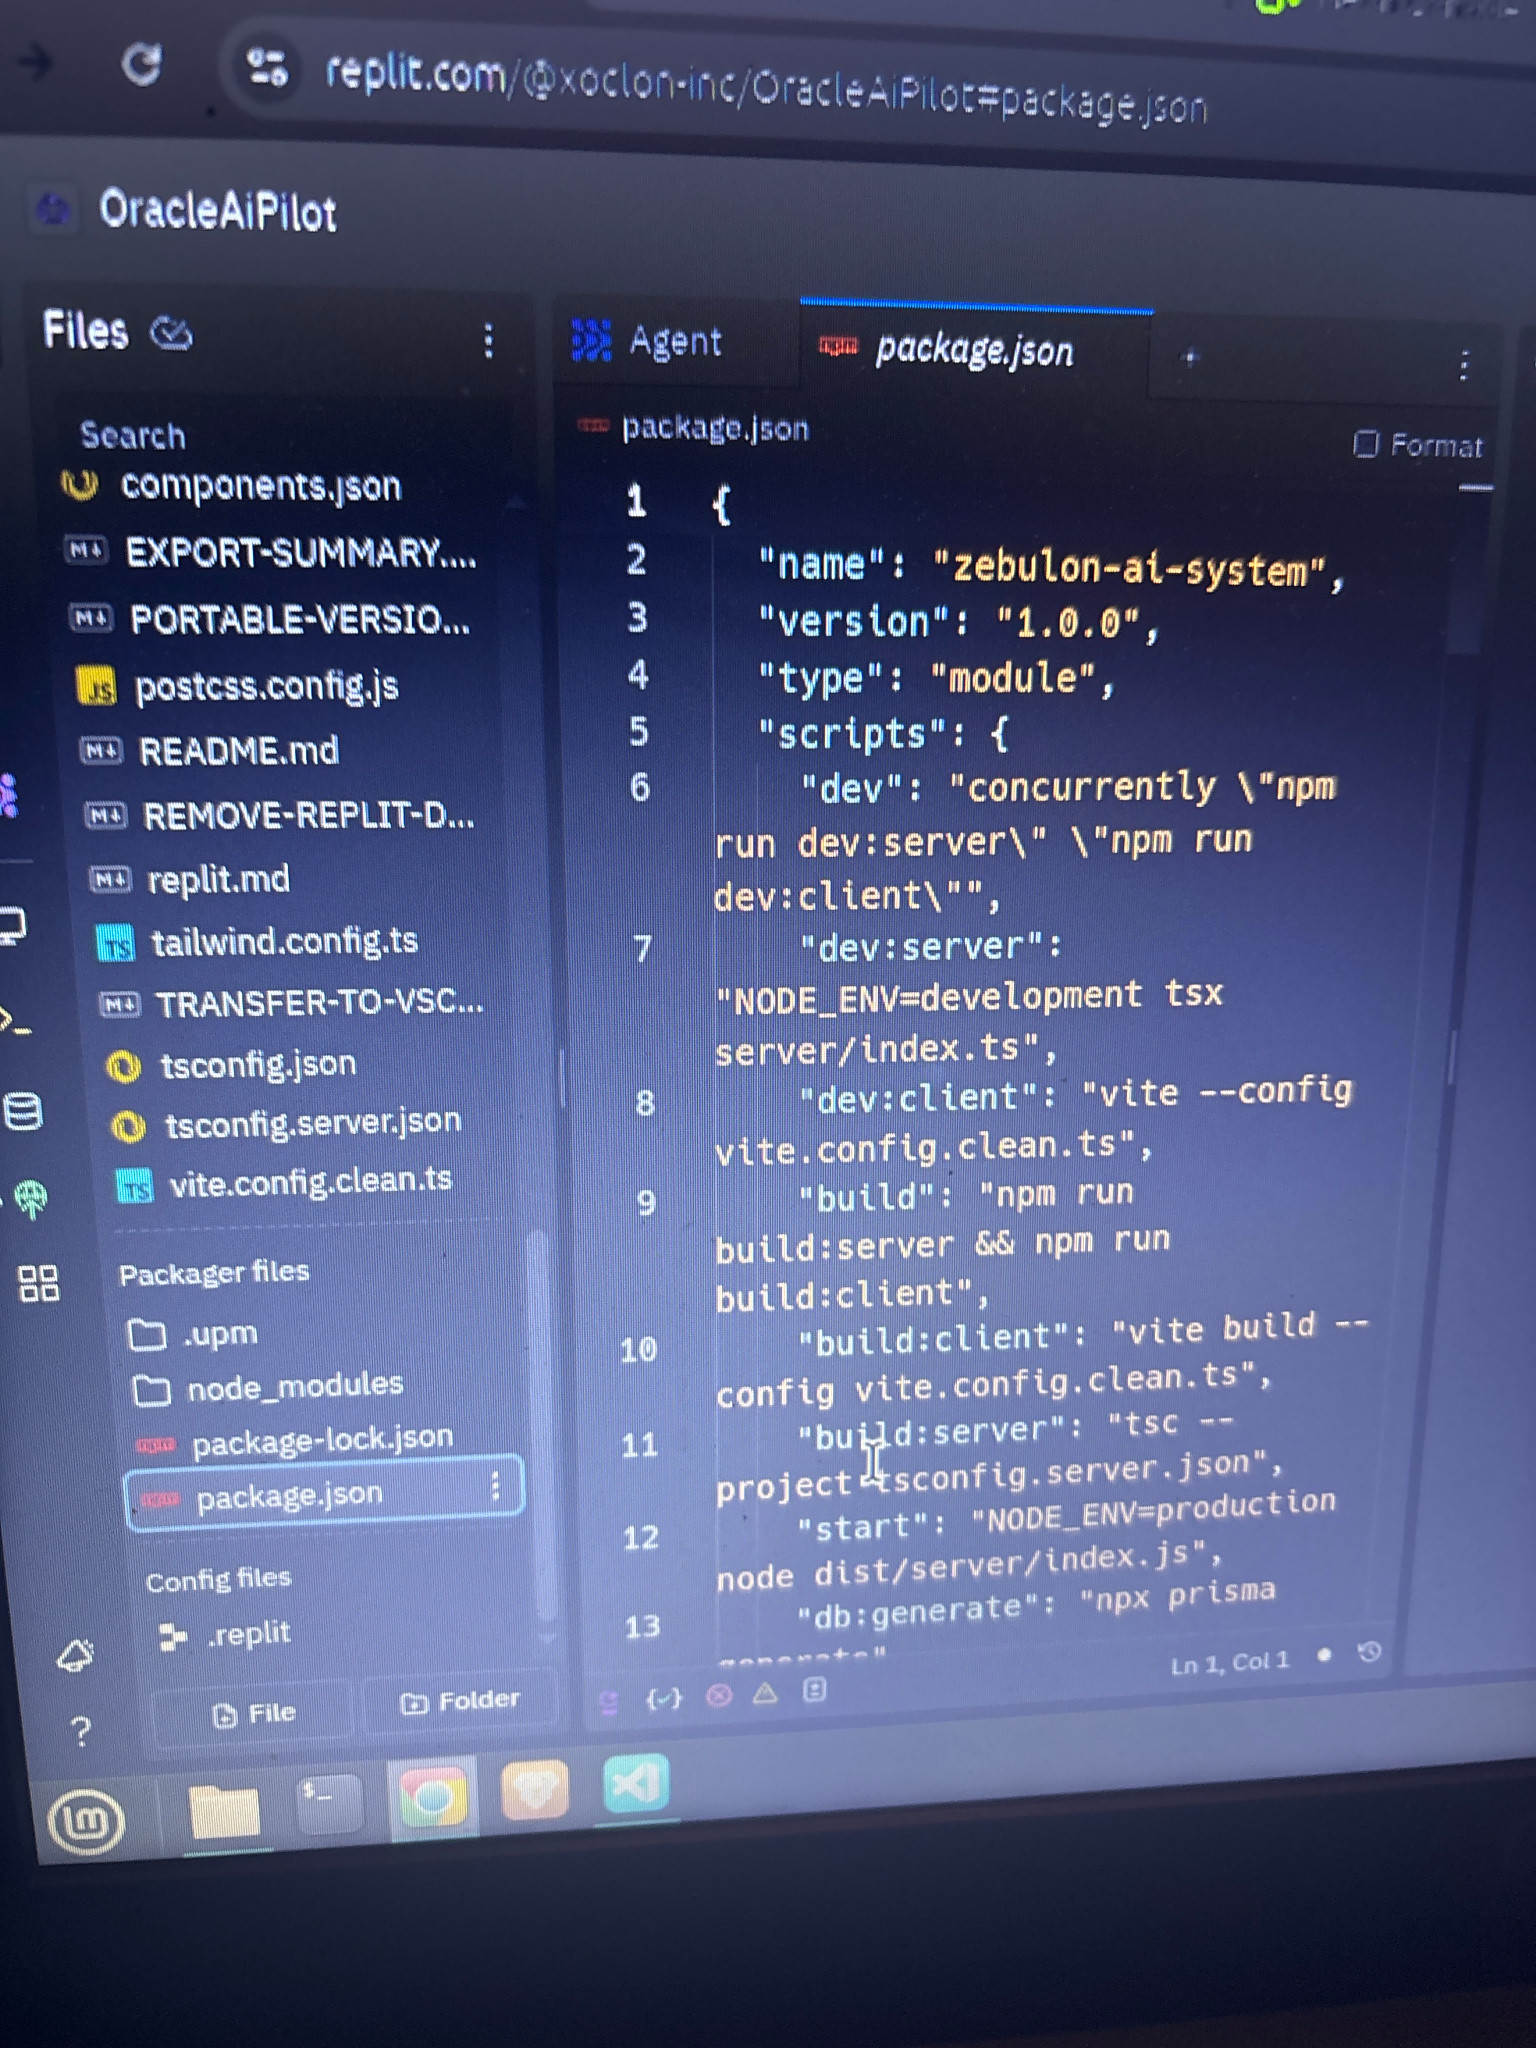 replit.com/@xoclon-inc/OracleAiPilot#package.json
OracleAiPilot
Files
Search
components.json
EXPORT-SUMMARY....
PORTABLE-VERSIO...
JS postcss.config.js
README.md
REMOVE-REPLIT-D...
replit.md
TS tailwind.config.ts
TRANSFER-TO-VSC...
tsconfig.json
tsconfig.server.json
TS vite.config.clean.ts
Packager files
.upm
node_modules
package-lock.json
package.json
Config files
.replit
File
Folder
Agent
npm package.json
+
package.json
Format
1 {
2 "name": "zebulon-ai-system",
3 "version": "1.0.0",
4 "type": "module",
5 "scripts": {
6 "dev": "concurrently \"npm
run dev:server\" \"npm run
dev:client\"",
7 "dev:server":
"NODE_ENV=development tsx
server/index.ts",
8 "dev:client": "vite --config
vite.config.clean.ts",
9 "build": "npm run
build:server && npm run
build:client",
10 "build:client": "vite build --
config vite.config.clean.ts",
11 "build:server": "tsc --
project tsconfig.server.json",
12 "start": "NODE_ENV=production
node dist/server/index.js",
13 "db:generate": "npx prisma
Ln 1, Col 1